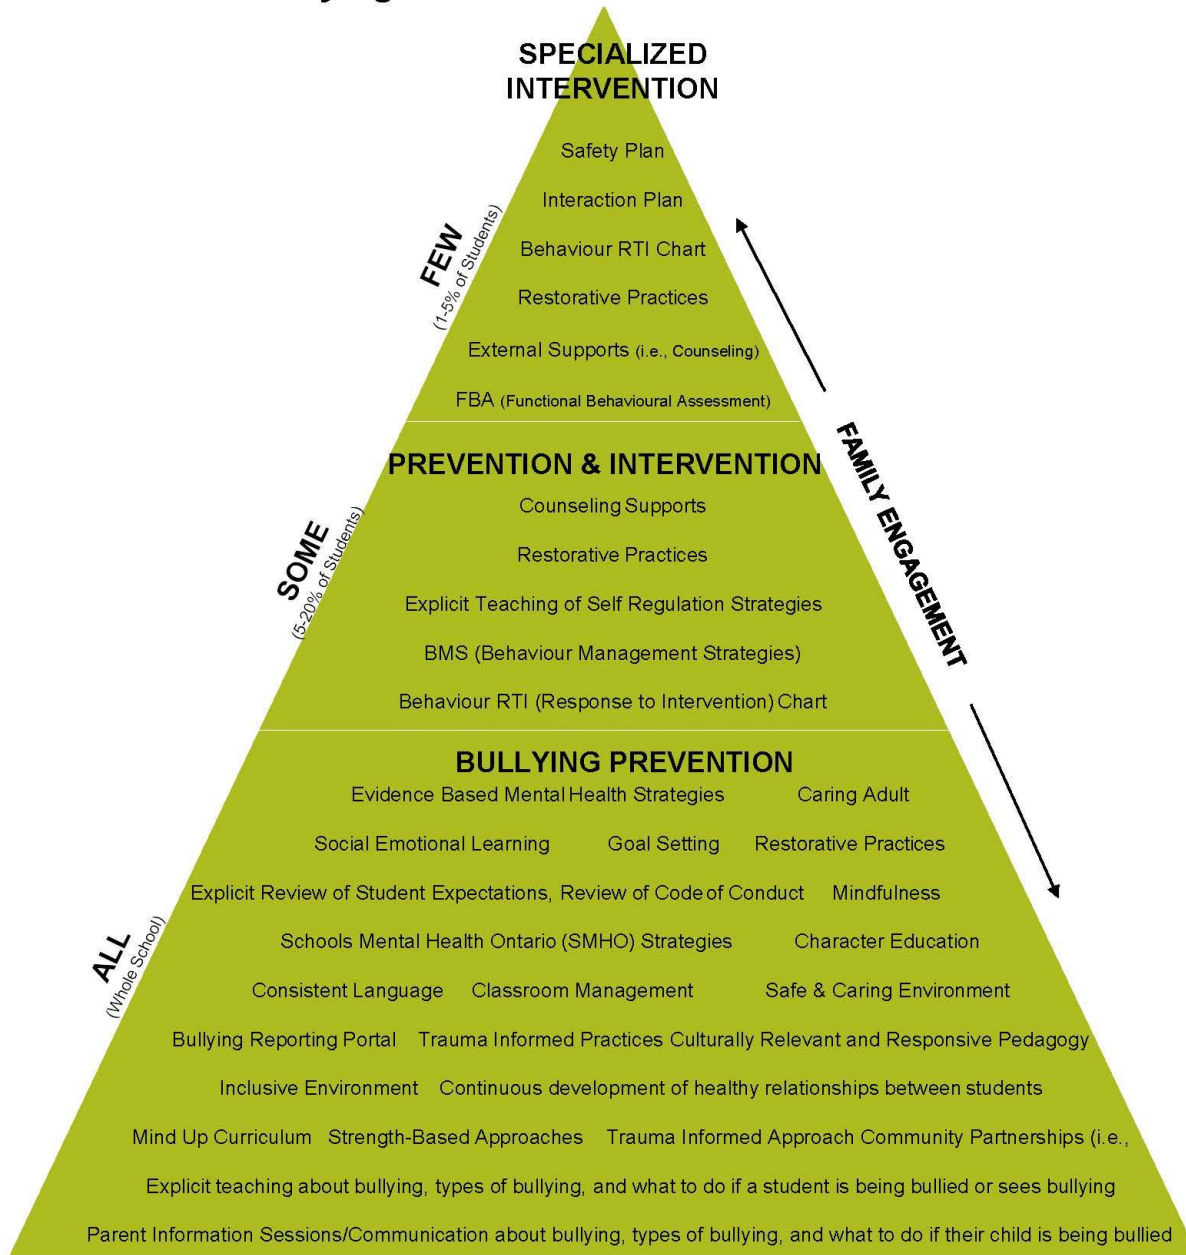 SPECIALIZED
INTERVENTION
Safety Plan
Interaction Plan
Behaviour RTI Chart
Restorative Practices
External Supports (i.e., Counseling)
FBA (Functional Behavioural Assessment)
FEW
(1-5% of Students)
PREVENTION & INTERVENTION
Counseling Supports
Restorative Practices
Explicit Teaching of Self Regulation Strategies
BMS (Behaviour Management Strategies)
Behaviour RTI (Response to Intervention) Chart
SOME
(5-20% of Students)
FAMILY ENGAGEMENT
BULLYING PREVENTION
Evidence Based Mental Health Strategies Caring Adult
Social Emotional Learning Goal Setting Restorative Practices
Explicit Review of Student Expectations, Review of Code of Conduct Mindfulness
Schools Mental Health Ontario (SMHO) Strategies Character Education
Consistent Language Classroom Management Safe & Caring Environment
Bullying Reporting Portal Trauma Informed Practices Culturally Relevant and Responsive Pedagogy
Inclusive Environment Continuous development of healthy relationships between students
Mind Up Curriculum Strength-Based Approaches Trauma Informed Approach Community Partnerships (i.e.,
Explicit teaching about bullying, types of bullying, and what to do if a student is being bullied or sees bullying
Parent Information Sessions/Communication about bullying, types of bullying, and what to do if their child is being bullied
ALL
(Whole School)